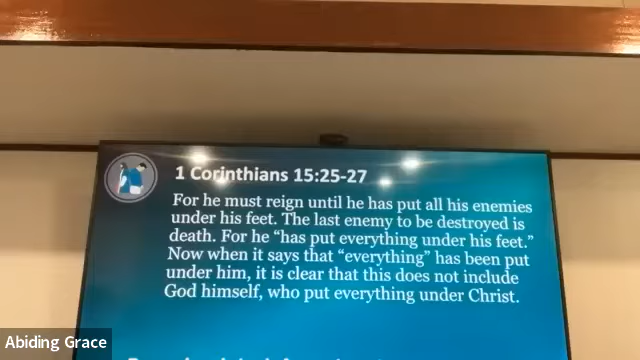 1 Corinthians 15:25-27
For he must reign until he has put all his enemies
under his feet. The last enemy to be destroyed is
death. For he “has put everything under his feet.”
Now when it says that “everything” has been put
under him, it is clear that this does not include
God himself, who put everything under Christ.
Abiding Grace